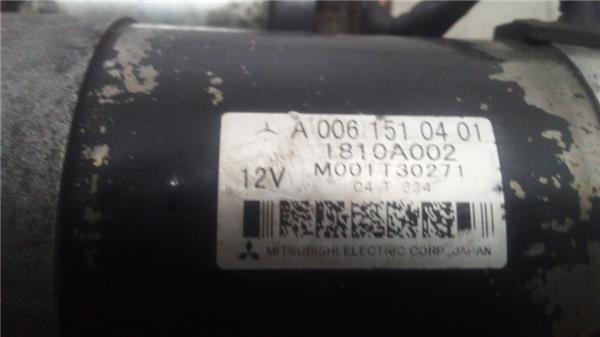 A 006 151 04 01
1810A002
12V M001T30271
04 T 334
MITSUBISHI ELECTRIC CORP. JAPAN